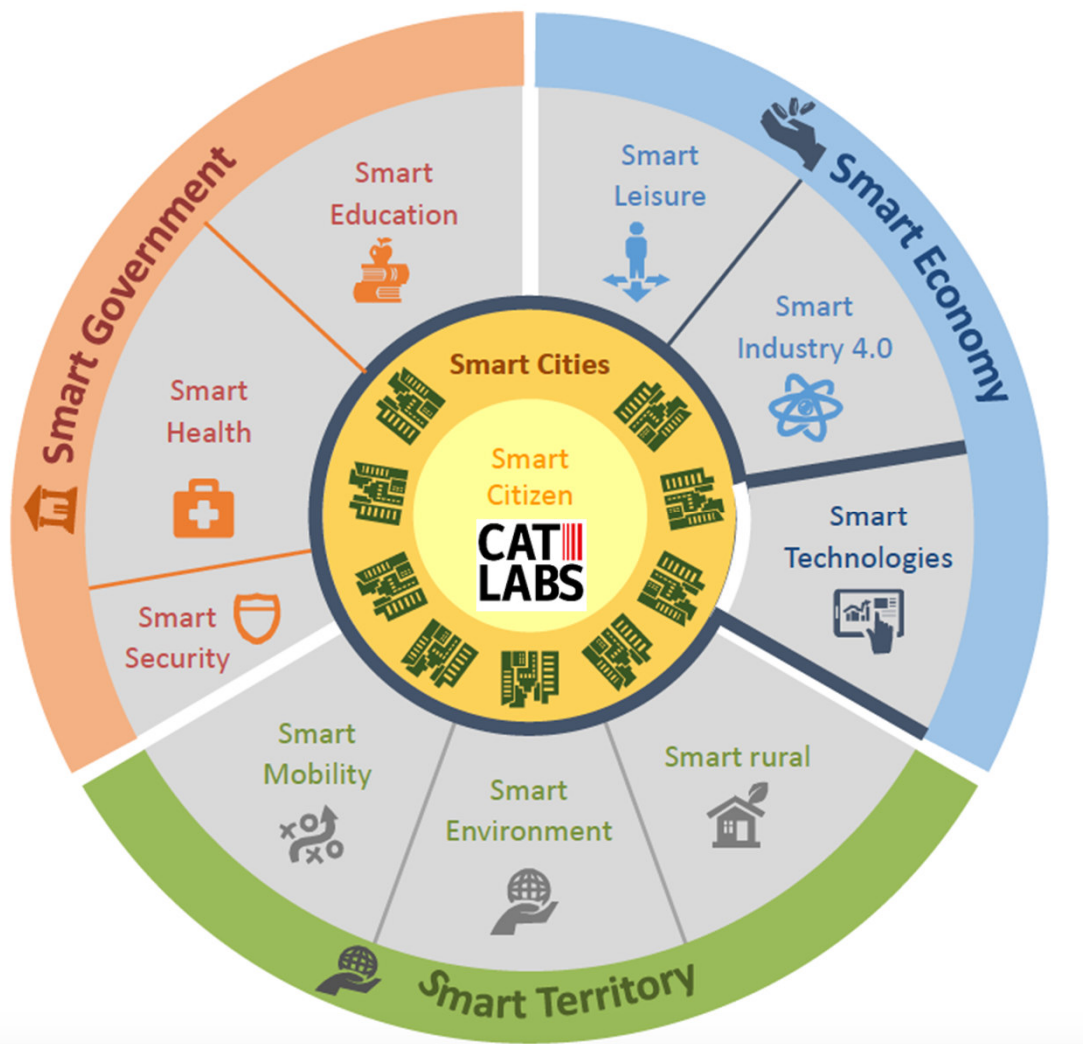 Smart Government
Smart Economy
Smart Territory
Smart
Education
Smart
Leisure
Smart
Industry 4.0
Smart
Health
Smart
Technologies
Smart
Security
Smart
Mobility
Smart
Environment
Smart rural
Smart Cities
Smart
Citizen
CAT
LABS